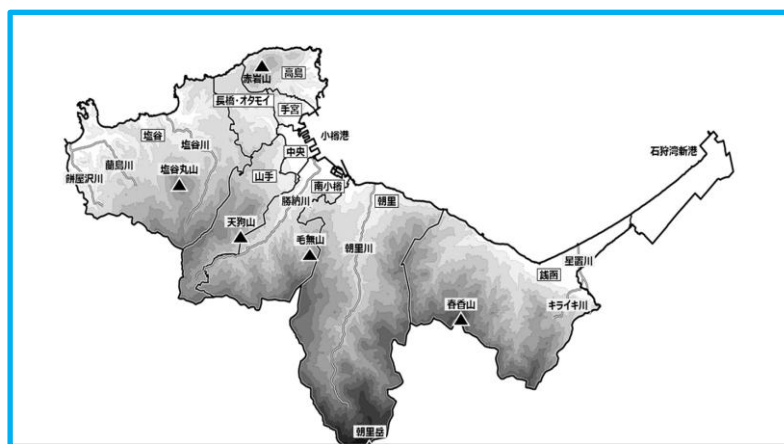 赤岩山
高島
長橋・オタモイ
手宮
小樽港
塩谷
塩谷川
中央
石狩湾新港
蘭島川
餅屋沢川
塩谷丸山
山手
南小樽
勝納川
朝里
天狗山
毛無山
朝里川
星置川
銭函
春香山
キライキ川
朝里岳